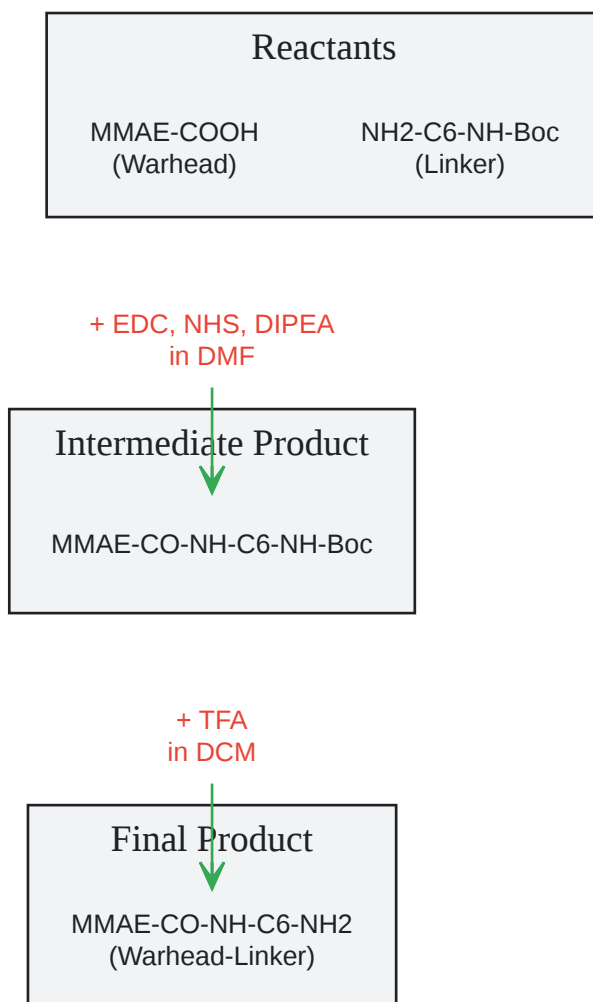 Reactants
MMAE-COOH
(Warhead)
NH2-C6-NH-Boc
(Linker)
+ EDC, NHS, DIPEA
in DMF
Intermediate Product
MMAE-CO-NH-C6-NH-Boc
+ TFA
in DCM
Final Product
MMAE-CO-NH-C6-NH2
(Warhead-Linker)